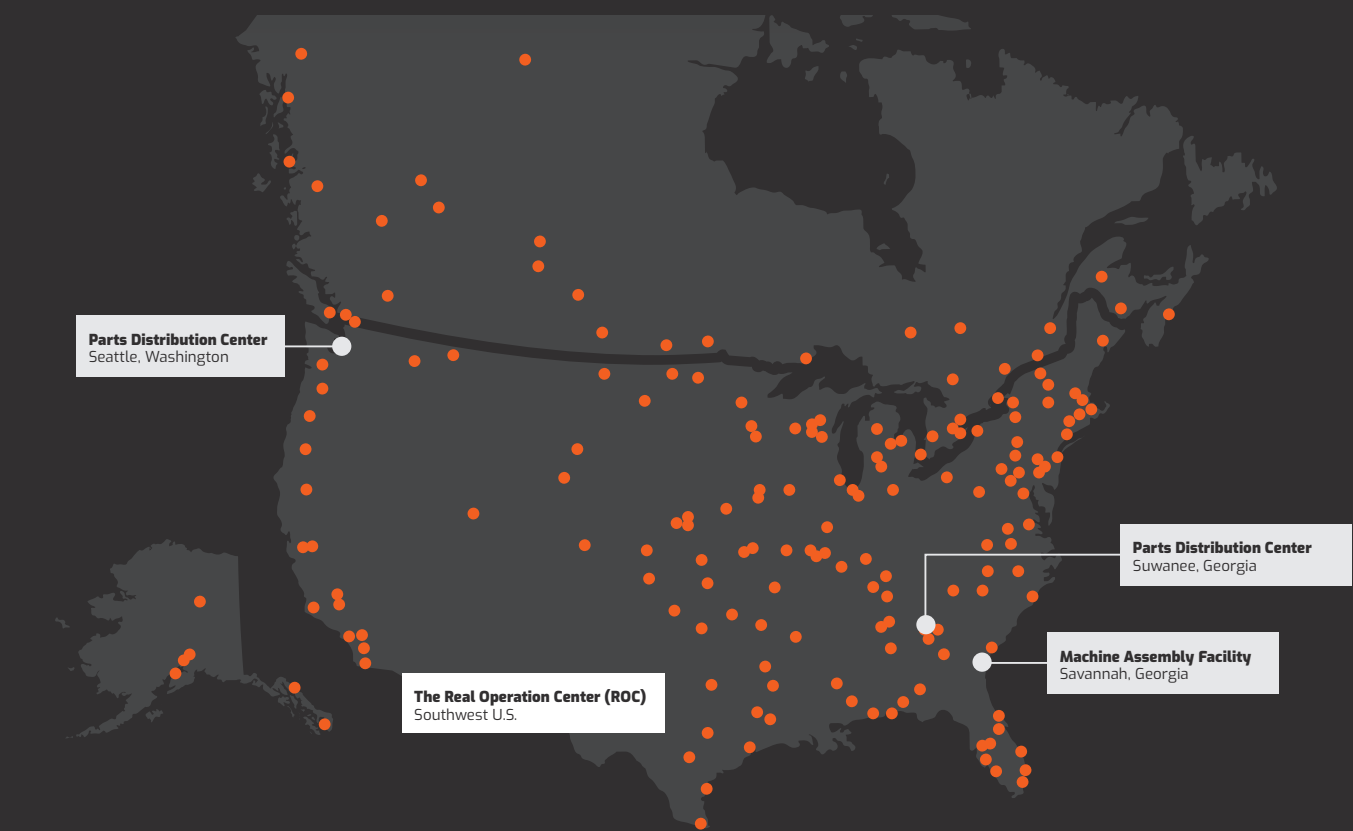 Parts Distribution Center
Seattle, Washington
Parts Distribution Center
Suwanee, Georgia
Machine Assembly Facility
Savannah, Georgia
The Real Operation Center (ROC)
Southwest U.S.